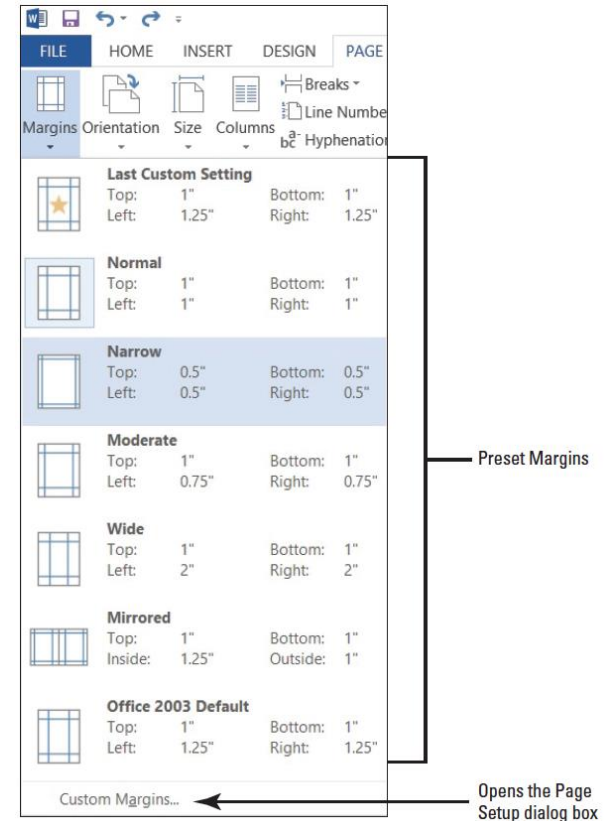 FILE HOME INSERT DESIGN PAGE
Breaks
Line Numbe
Margins Orientation Size Columns
bc
a-
Hyphenation
Last Custom Setting
Top: 1" Bottom: 1"
Left: 1.25" Right: 1.25"
Normal
Top: 1" Bottom: 1"
Left: 1" Right: 1"
Narrow
Top: 0.5" Bottom: 0.5"
Left: 0.5" Right: 0.5"
Moderate
Top: 1" Bottom: 1"
Left: 0.75" Right: 0.75"
Wide
Top: 1" Bottom: 1"
Left: 2" Right: 2"
Mirrored
Top: 1" Bottom: 1"
Inside: 1.25" Outside: 1"
Office 2003 Default
Top: 1" Bottom: 1"
Left: 1.25" Right: 1.25"
Custom Margins...
Preset Margins
Opens the Page
Setup dialog box